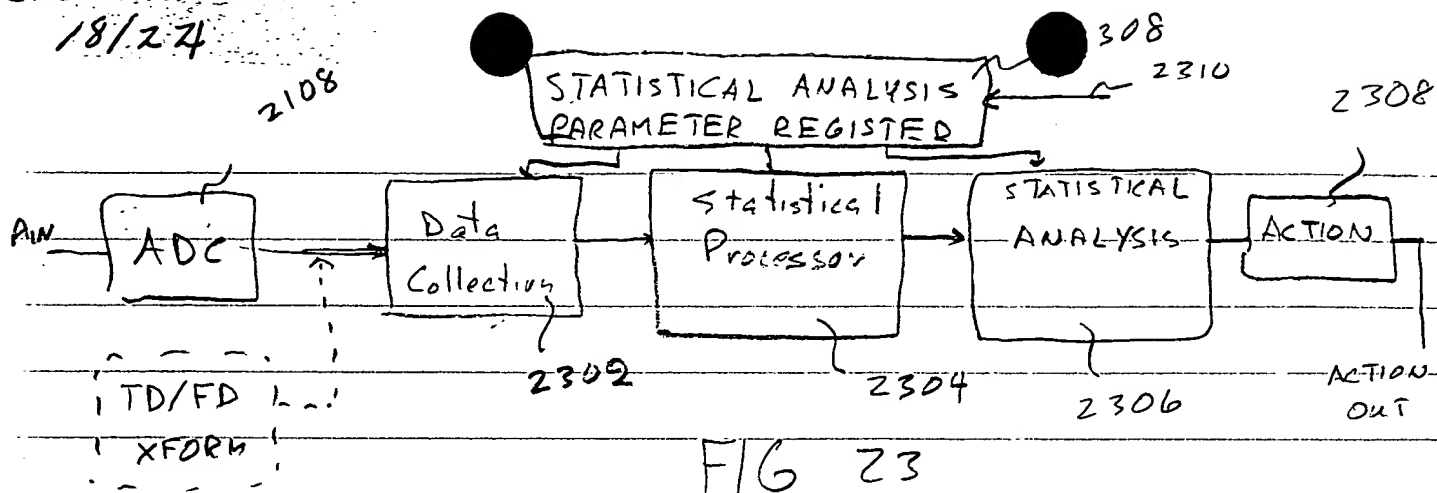 18/24
2108
308
2310
2308
STATISTICAL ANALYSIS
PARAMETER REGISTED
AIN
ADC
Data
Collection
Statistical
Processor
STATISTICAL
ANALYSIS
ACTION
2302
2304
2306
ACTION
OUT
TD/FD
XFORM
FIG 23